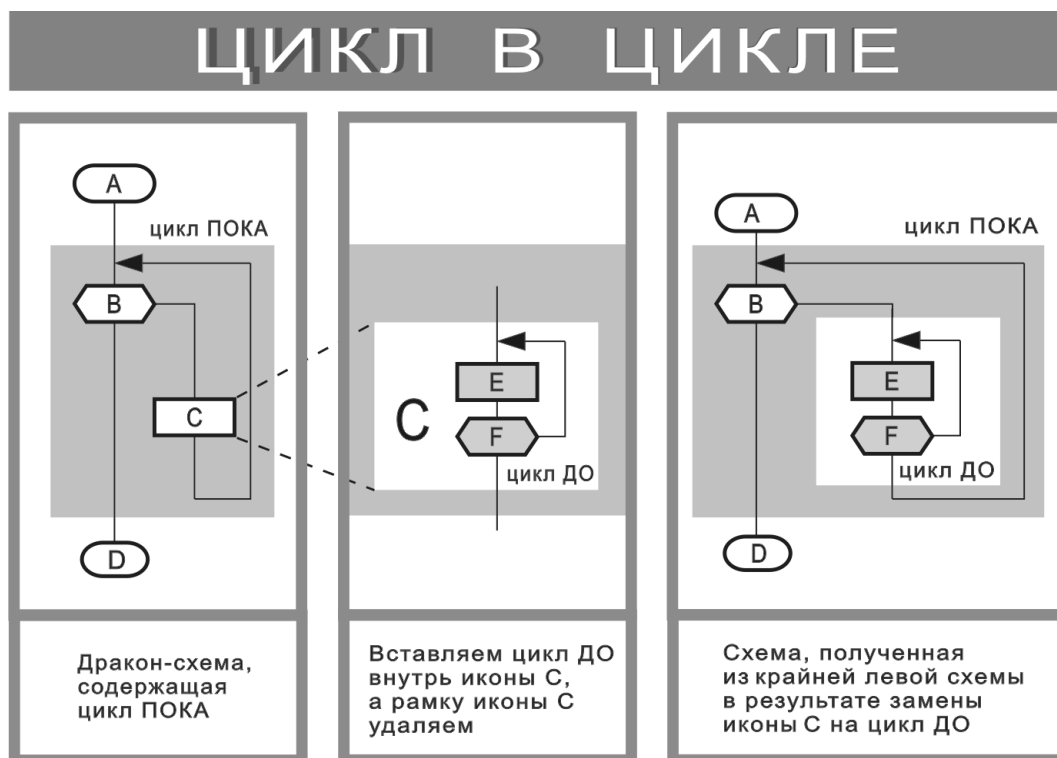 ЦИКЛ В ЦИКЛЕ
A
цикл ПОКА
B
C
D
C
E
F
цикл ДО
A
цикл ПОКА
B
E
F
цикл ДО
D
Дракон-схема,
содержащая
цикл ПОКА
Вставляем цикл ДО
внутрь иконы С,
а рамку иконы С
удаляем
Схема, полученная
из крайней левой схемы
в результате замены
иконы С на цикл ДО